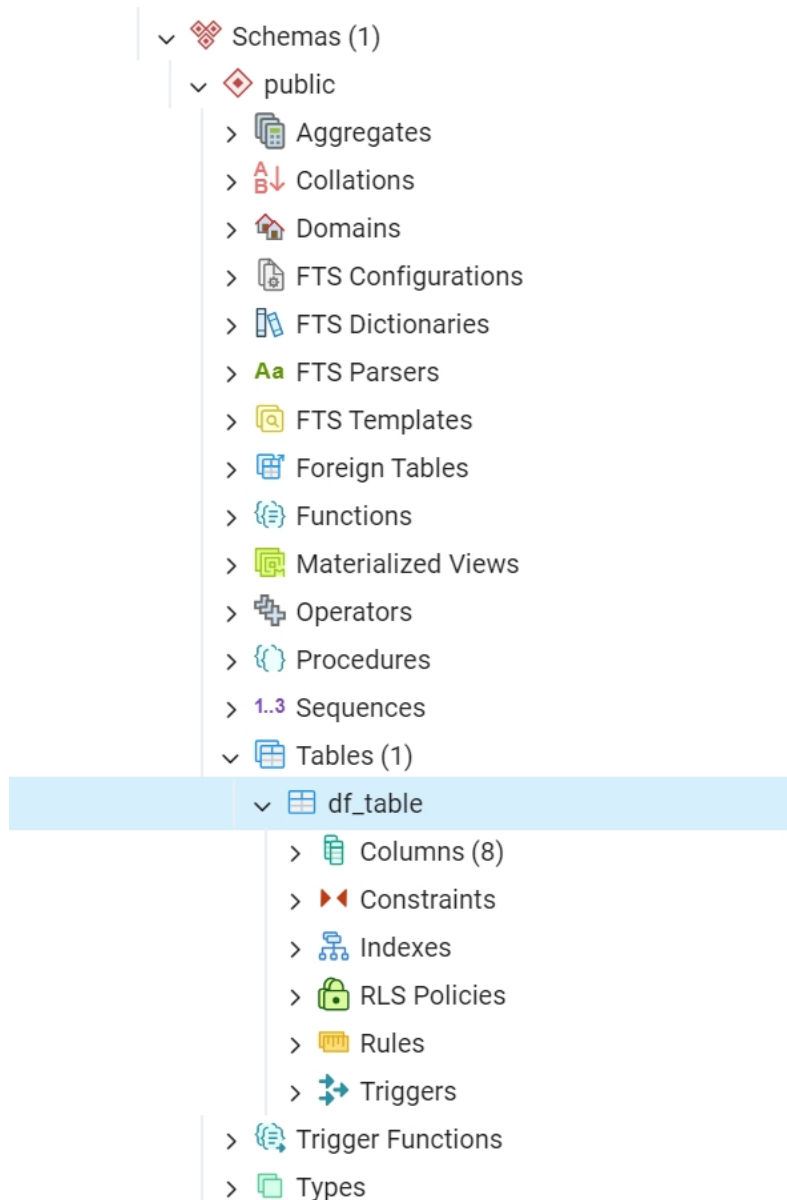 Schemas (1)
public
Aggregates
Collations
Domains
FTS Configurations
FTS Dictionaries
Aa FTS Parsers
FTS Templates
Foreign Tables
Functions
Materialized Views
Operators
Procedures
1..3 Sequences
Tables (1)
df_table
Columns (8)
Constraints
Indexes
RLS Policies
Rules
Triggers
Trigger Functions
Types